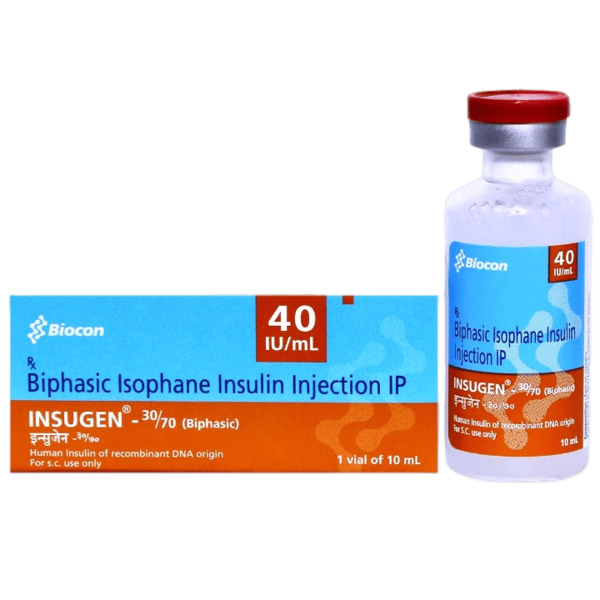 Biocon
40
IU/mL
Rx
Biphasic Isophane Insulin Injection IP
INSUGEN® - 30/70 (Biphasic)
इन्सुजेन -३०/७०
Human Insulin of recombinant DNA origin
For s.c. use only
1 vial of 10 mL
Biocon
40
IU/mL
Rx
Biphasic Isophane Insulin
Injection IP
INSUGEN® - 30/70 (Biphasic)
इन्सुजेन - ३०/७०
Human Insulin of recombinant DNA origin
For s.c. use only
10 mL